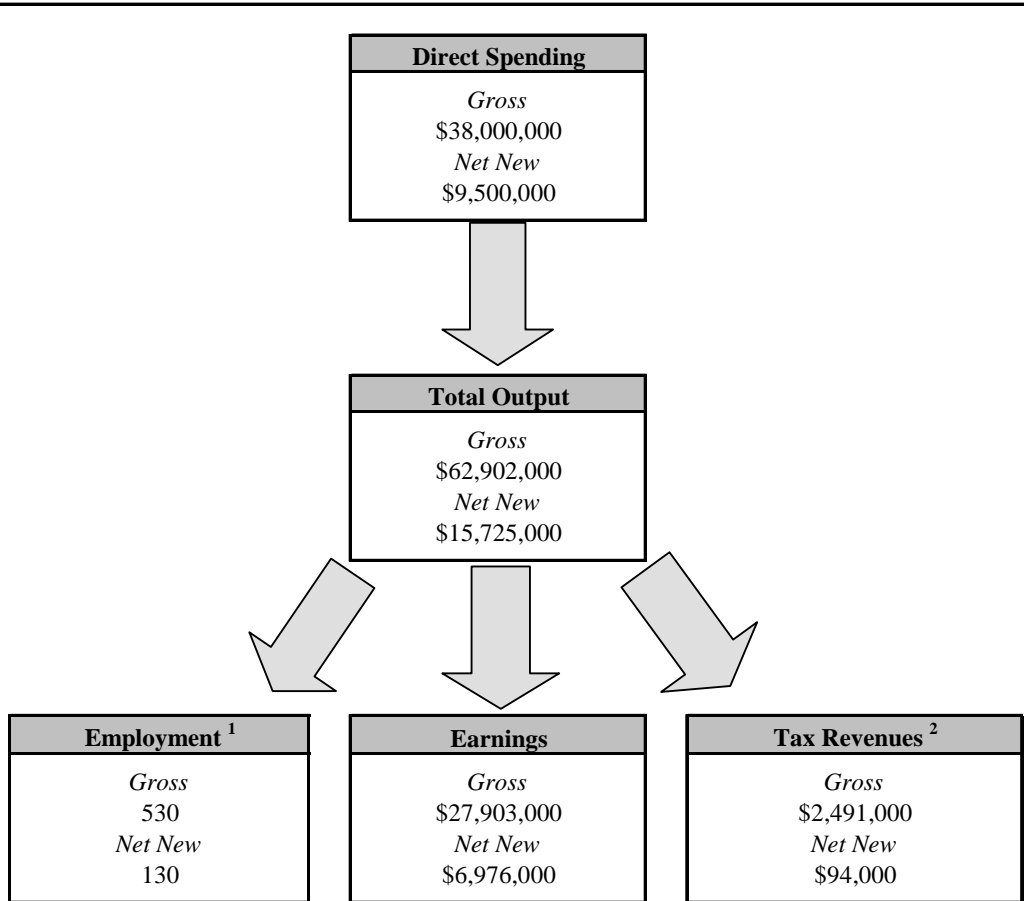 Direct Spending
Gross
$38,000,000
Net New
$9,500,000
Total Output
Gross
$62,902,000
Net New
$15,725,000
Employment 1
Gross
530
Net New
130
Earnings
Gross
$27,903,000
Net New
$6,976,000
Tax Revenues 2
Gross
$2,491,000
Net New
$94,000